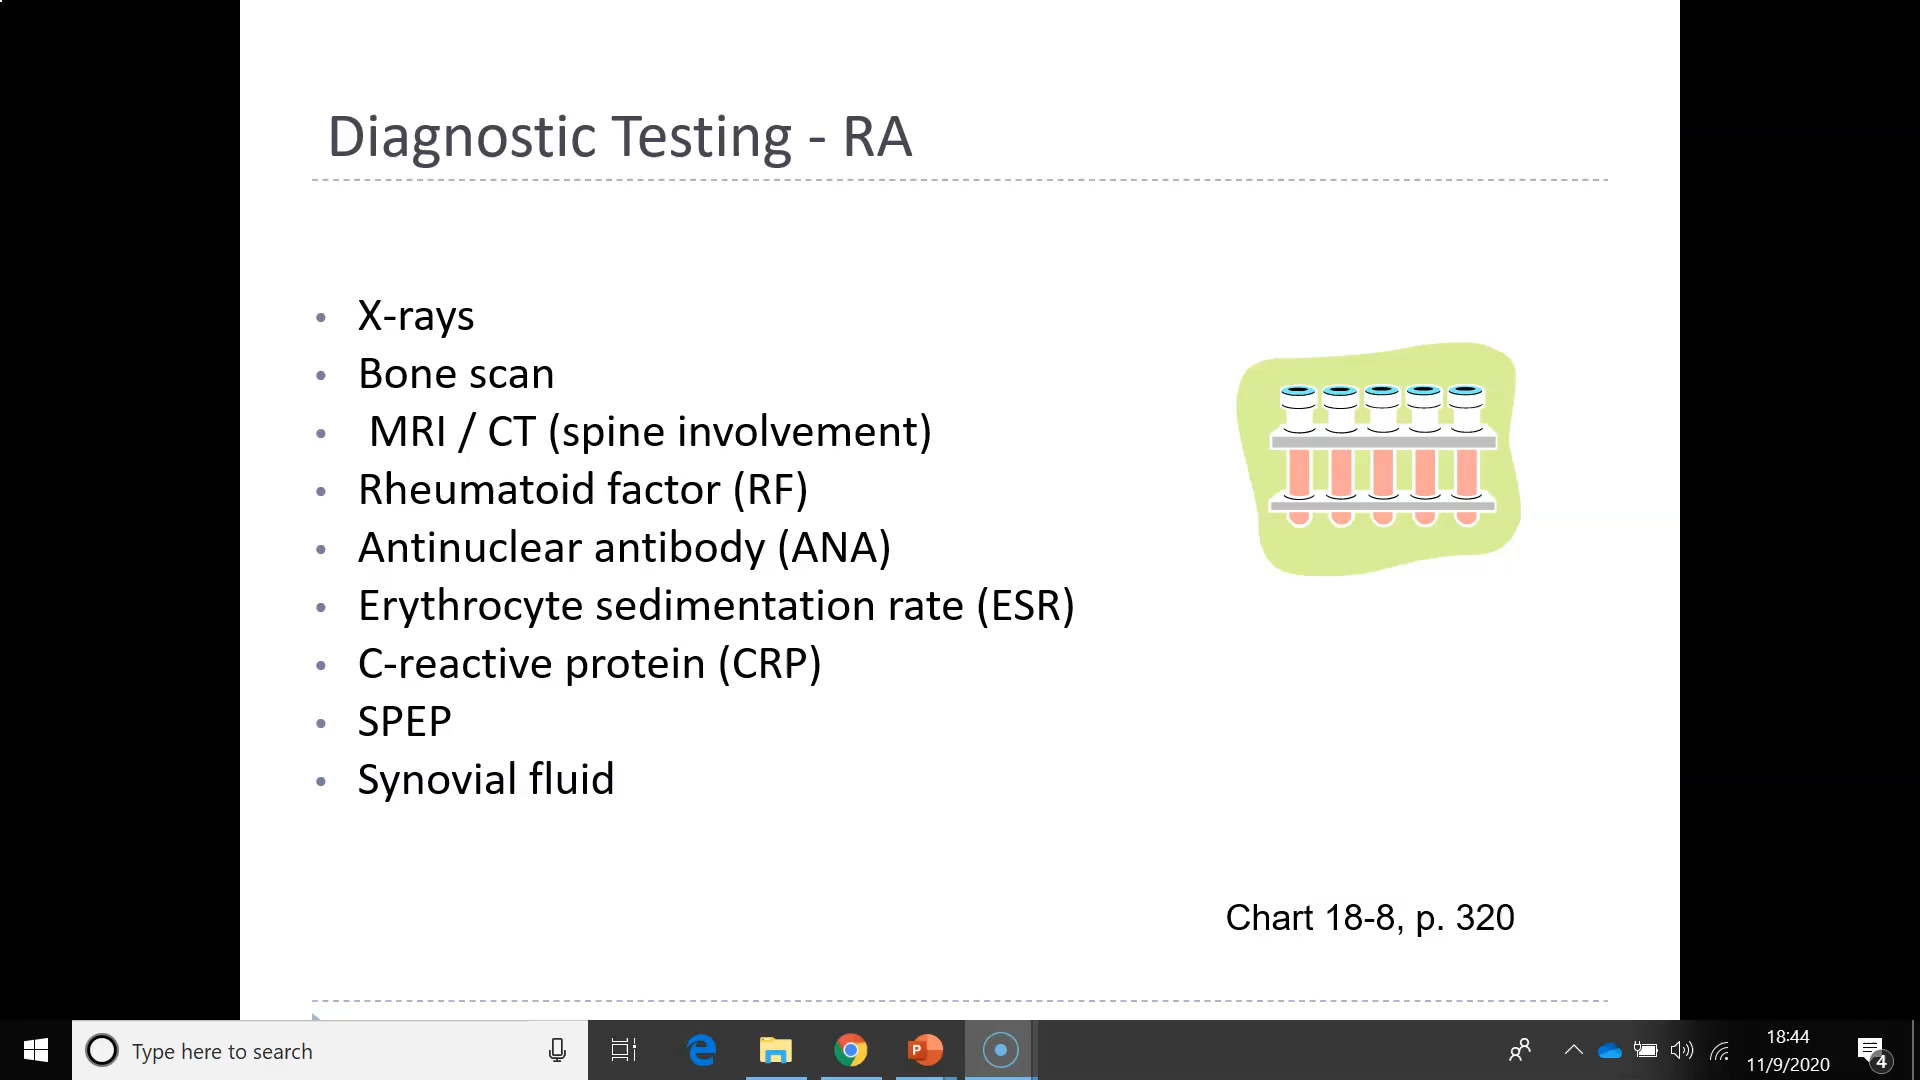 Diagnostic Testing - RA
• X-rays
• Bone scan
• MRI / CT (spine involvement)
• Rheumatoid factor (RF)
• Antinuclear antibody (ANA)
• Erythrocyte sedimentation rate (ESR)
• C-reactive protein (CRP)
• SPEP
• Synovial fluid
Chart 18-8, p. 320
Type here to search
P
18:44
11/9/2020
4